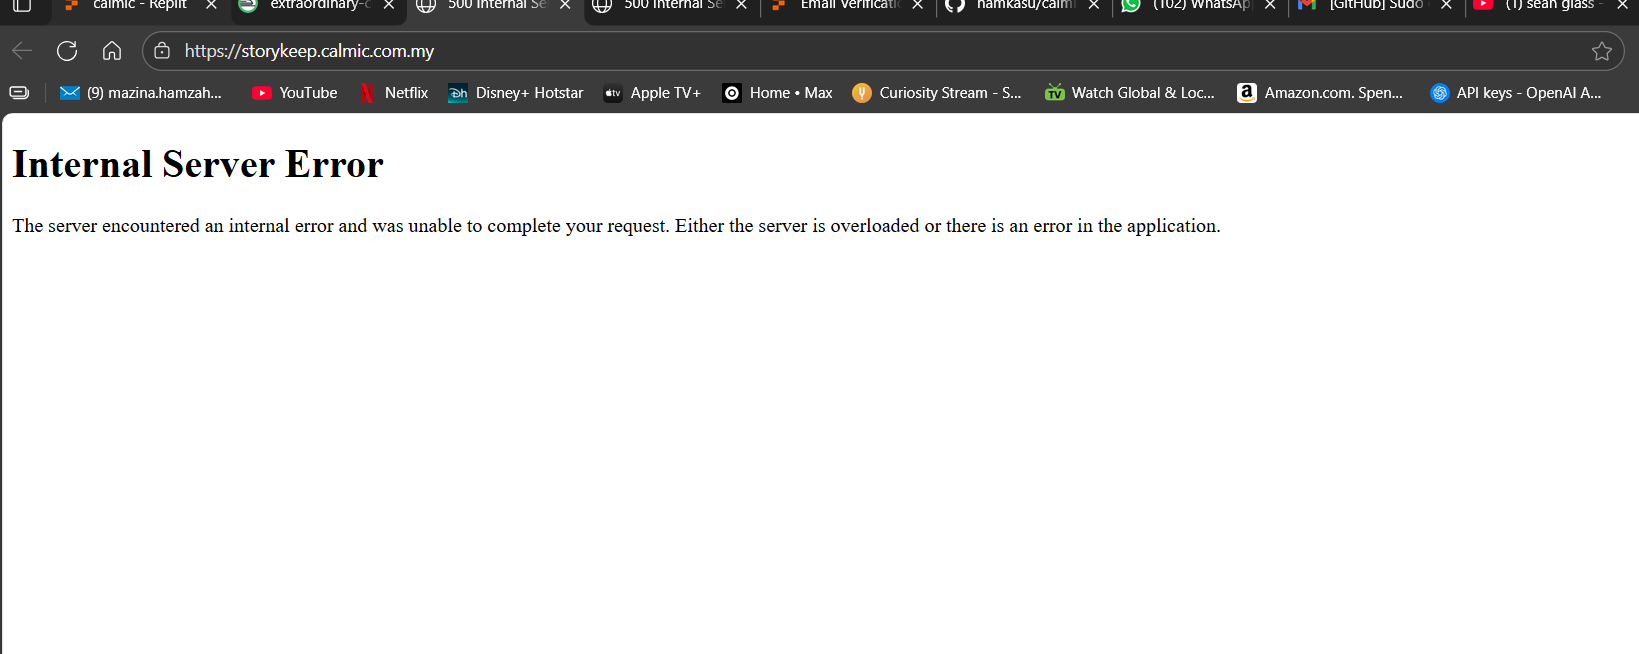 calmic - Replit
extraordinary-c
500 Internal Se
500 Internal Se
Email Verificati
hamkasu/calmi
(102) WhatsAp
[GitHub] Sudo
(1) sean glass -
https://storykeep.calmic.com.my
(9) mazina.hamzah...
YouTube
Netflix
Disney+ Hotstar
Apple TV+
Home • Max
Curiosity Stream - S...
Watch Global & Loc...
Amazon.com. Spen...
API keys - OpenAI A...
Internal Server Error
The server encountered an internal error and was unable to complete your request. Either the server is overloaded or there is an error in the application.